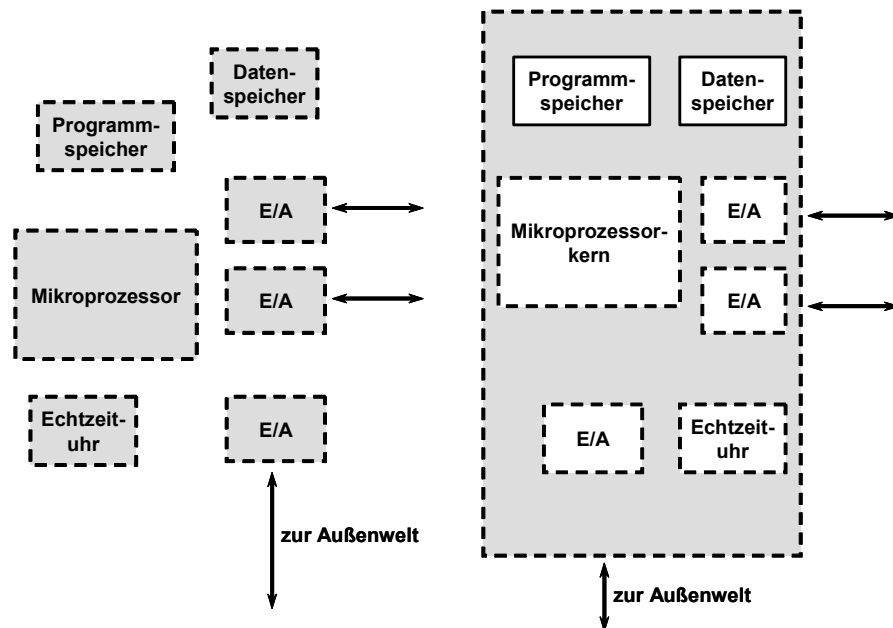 Daten-
speicher
Programm-
speicher
E/A
Mikroprozessor
E/A
Echtzeit-
uhr
E/A
zur Außenwelt
Programm-
speicher
Daten-
speicher
Mikroprozessor-
kern
E/A
E/A
E/A
Echtzeit-
uhr
zur Außenwelt